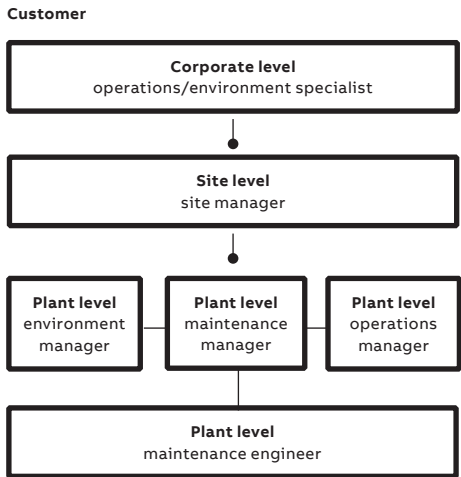 Customer
Corporate level
operations/environment specialist
Site level
site manager
Plant level
environment
manager
Plant level
maintenance
manager
Plant level
operations
manager
Plant level
maintenance engineer